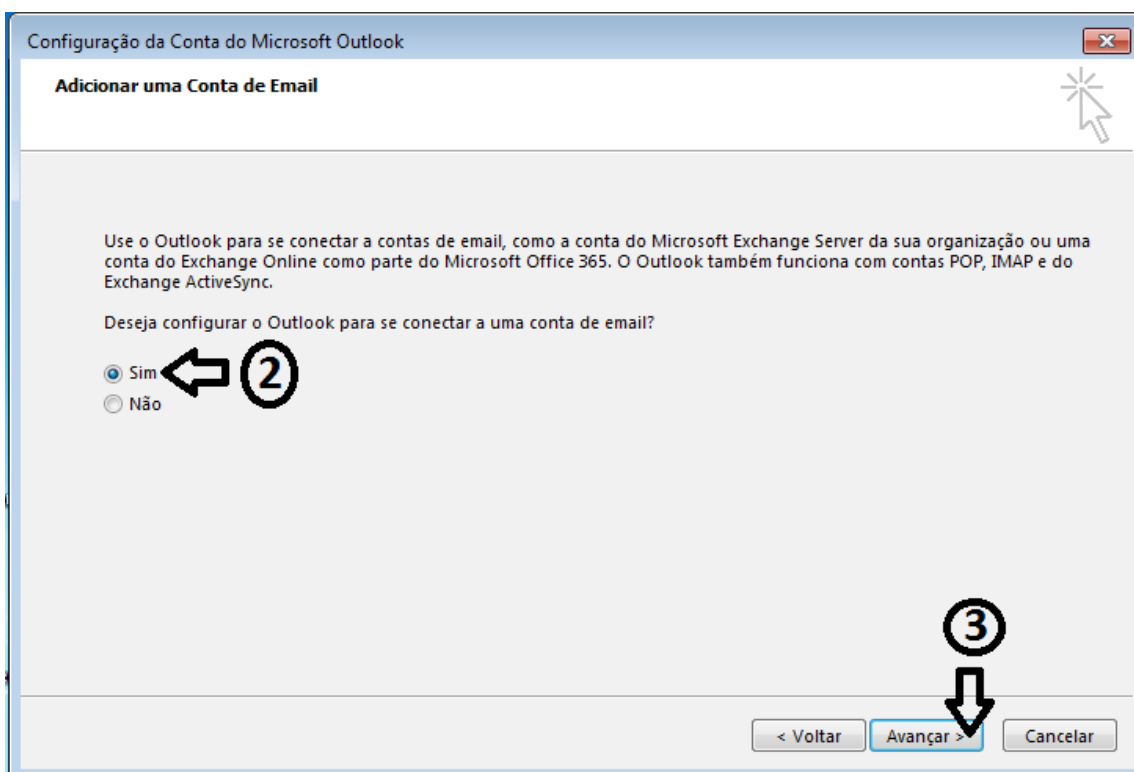 Configuração da Conta do Microsoft Outlook
Adicionar uma Conta de Email
Use o Outlook para se conectar a contas de email, como a conta do Microsoft Exchange Server da sua organização ou uma
conta do Exchange Online como parte do Microsoft Office 365. O Outlook também funciona com contas POP, IMAP e do
Exchange ActiveSync.
Deseja configurar o Outlook para se conectar a uma conta de email?
Sim 2
Não
3
< Voltar Avançar > Cancelar